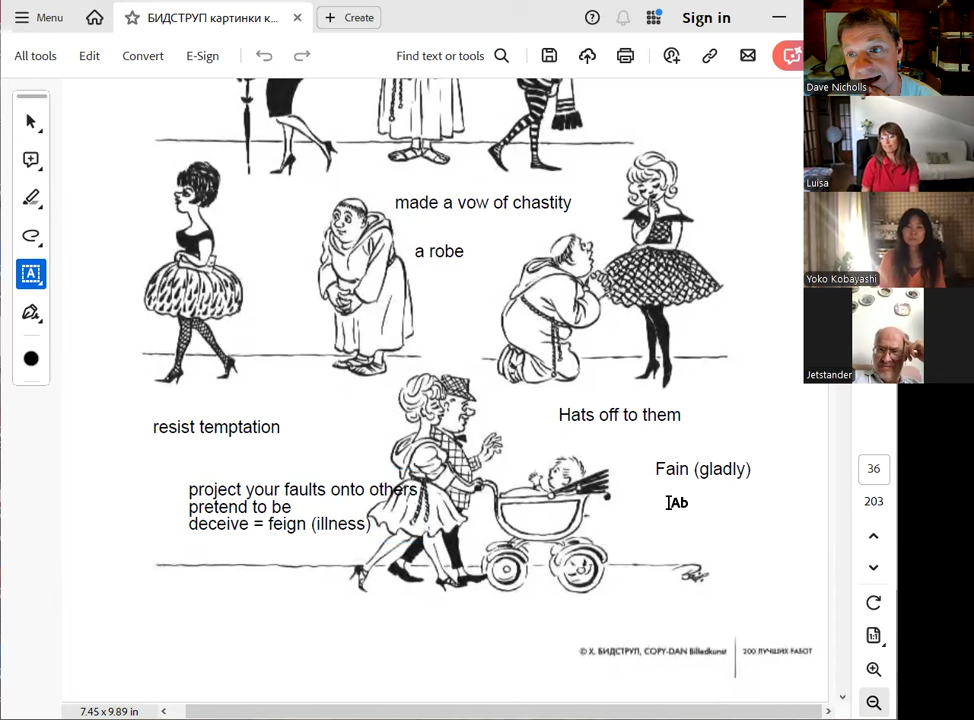 Menu
БИДСТРУП картинки к...
Create
Sign in
All tools
Edit
Convert
E-Sign
Find text or tools
Dave Nicholls
Luisa
Yoko Kobayashi
Jetstander
made a vow of chastity
a robe
resist temptation
Hats off to them
project your faults onto others
pretend to be
deceive = feign (illness)
Fain (gladly)
Ab
A
36
203
1:1
© Х. БИДСТРУП, COPY-DAN Billedkunst
200 ЛУЧШИХ РАБОТ
7.45 x 9.89 in